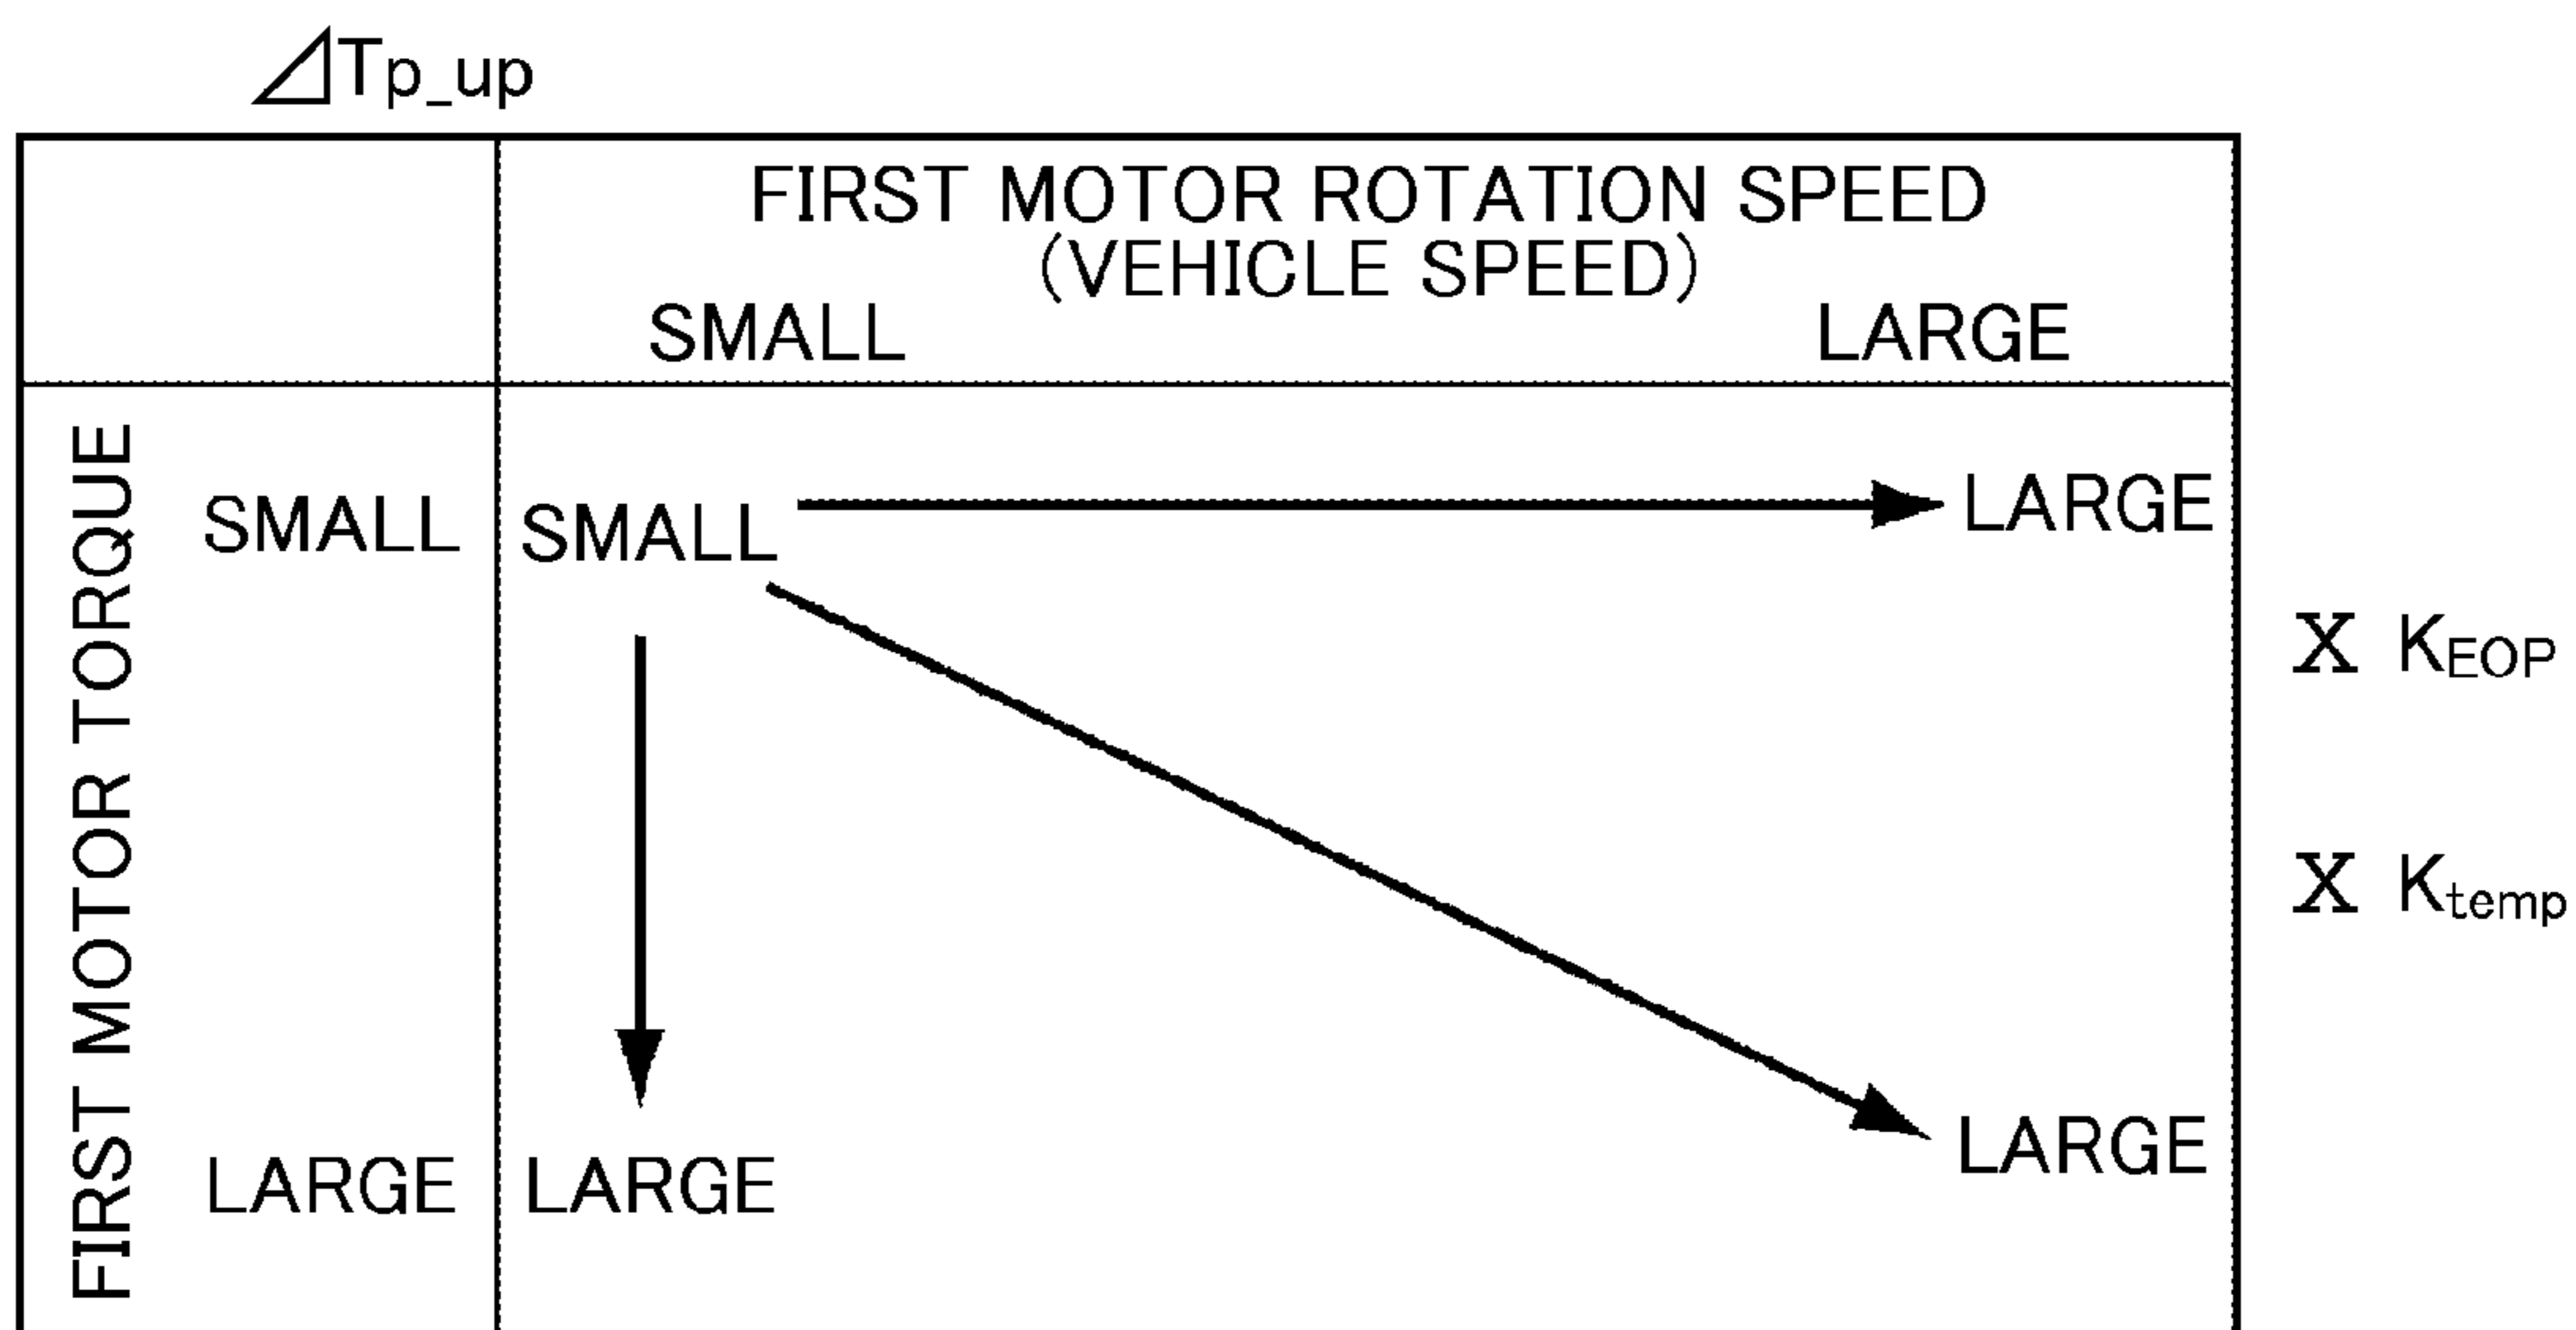 ⊿Tp_up
FIRST MOTOR ROTATION SPEED
(VEHICLE SPEED)
SMALL LARGE
FIRST MOTOR TORQUE
SMALL SMALL LARGE
X KEOP
X Ktemp
LARGE LARGE LARGE